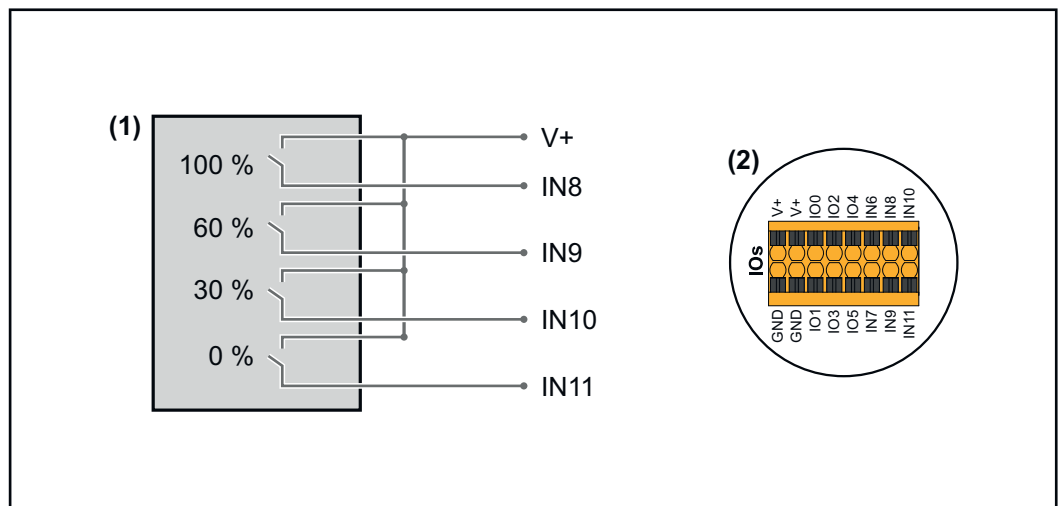 (1)
100 %
60 %
30 %
0 %
V+
IN8
IN9
IN10
IN11
(2)
V+
V+
IO0
IO2
IO4
IN6
IN8
IN10
IOs
GND
GND
IO1
IO3
IO5
IN7
IN9
IN11